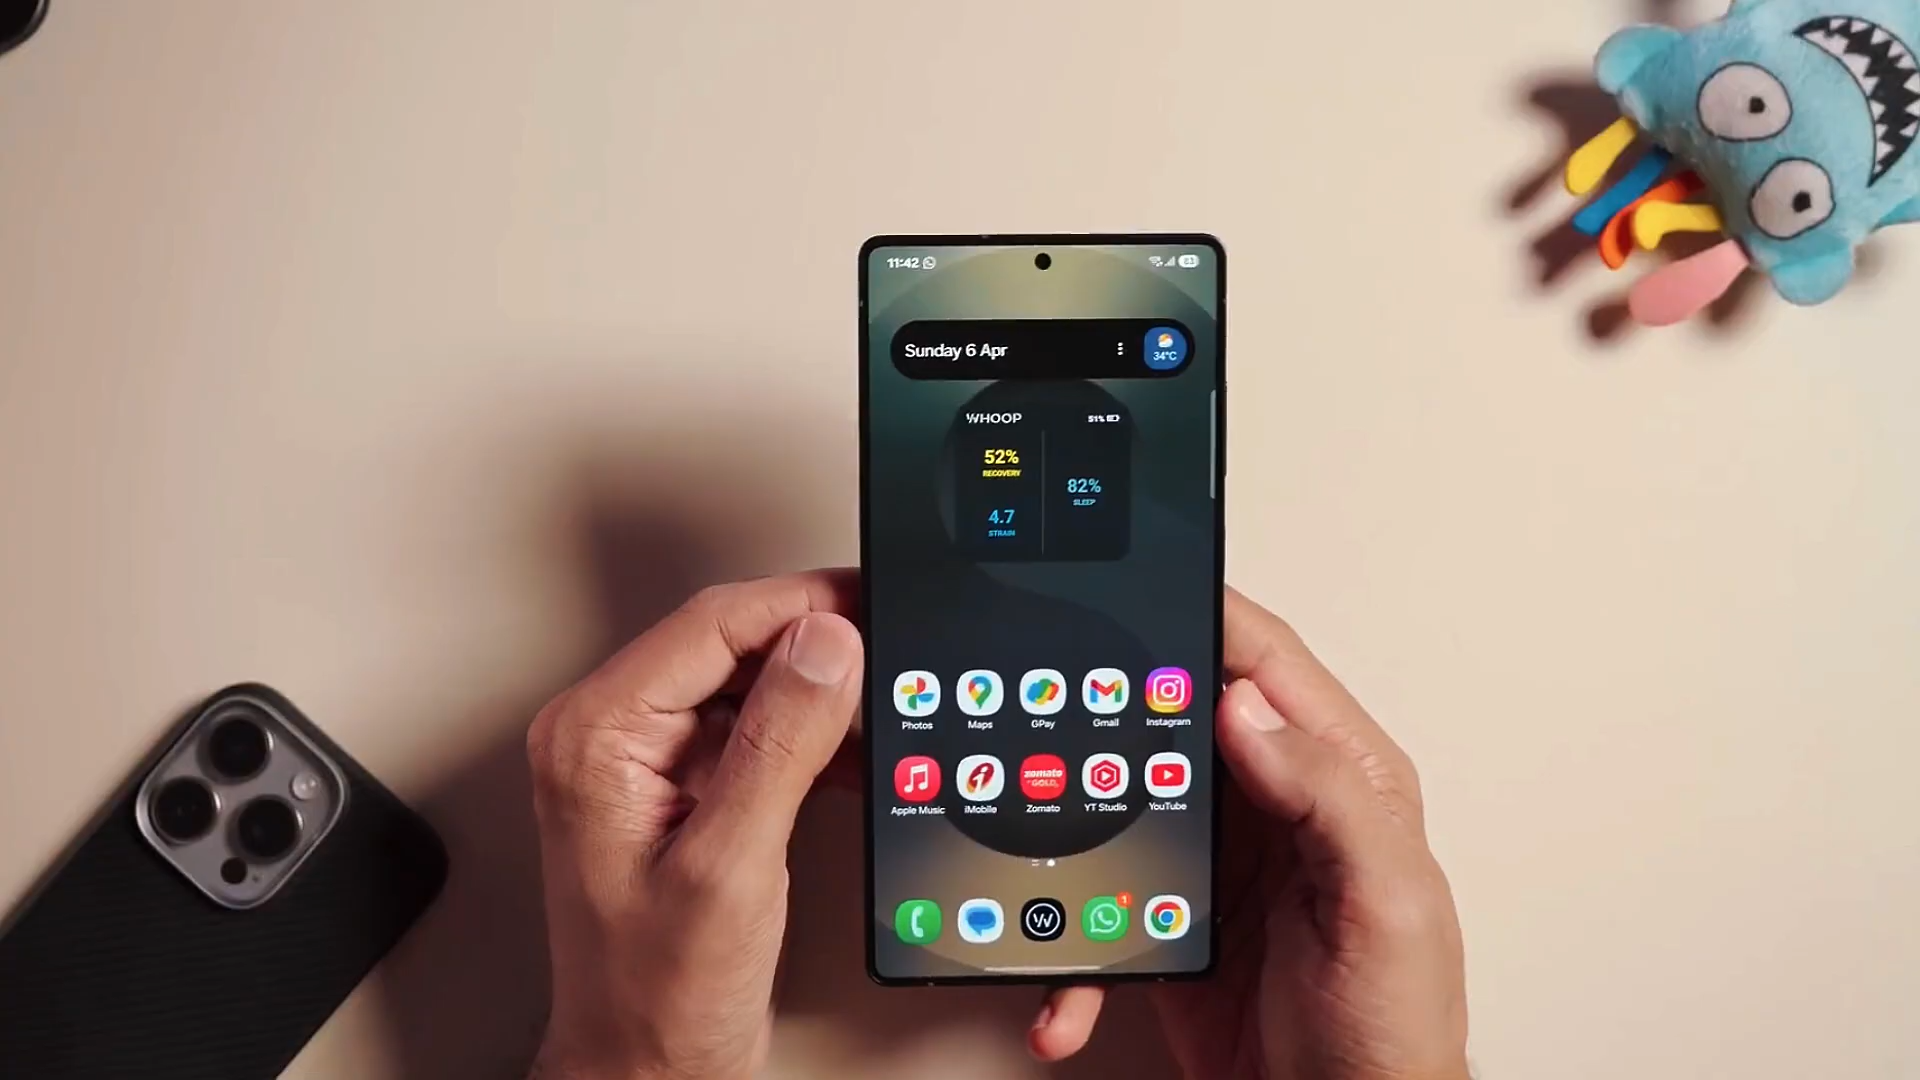 11:42
83
Sunday 6 Apr
34°C
WHOOP
51%
52%
RECOVERY
82%
SLEEP
4.7
STRAIN
Photos
Maps
GPay
Gmail
Instagram
zomato
GOLD
Apple Music
iMobile
Zomato
YT Studio
YouTube
W
1